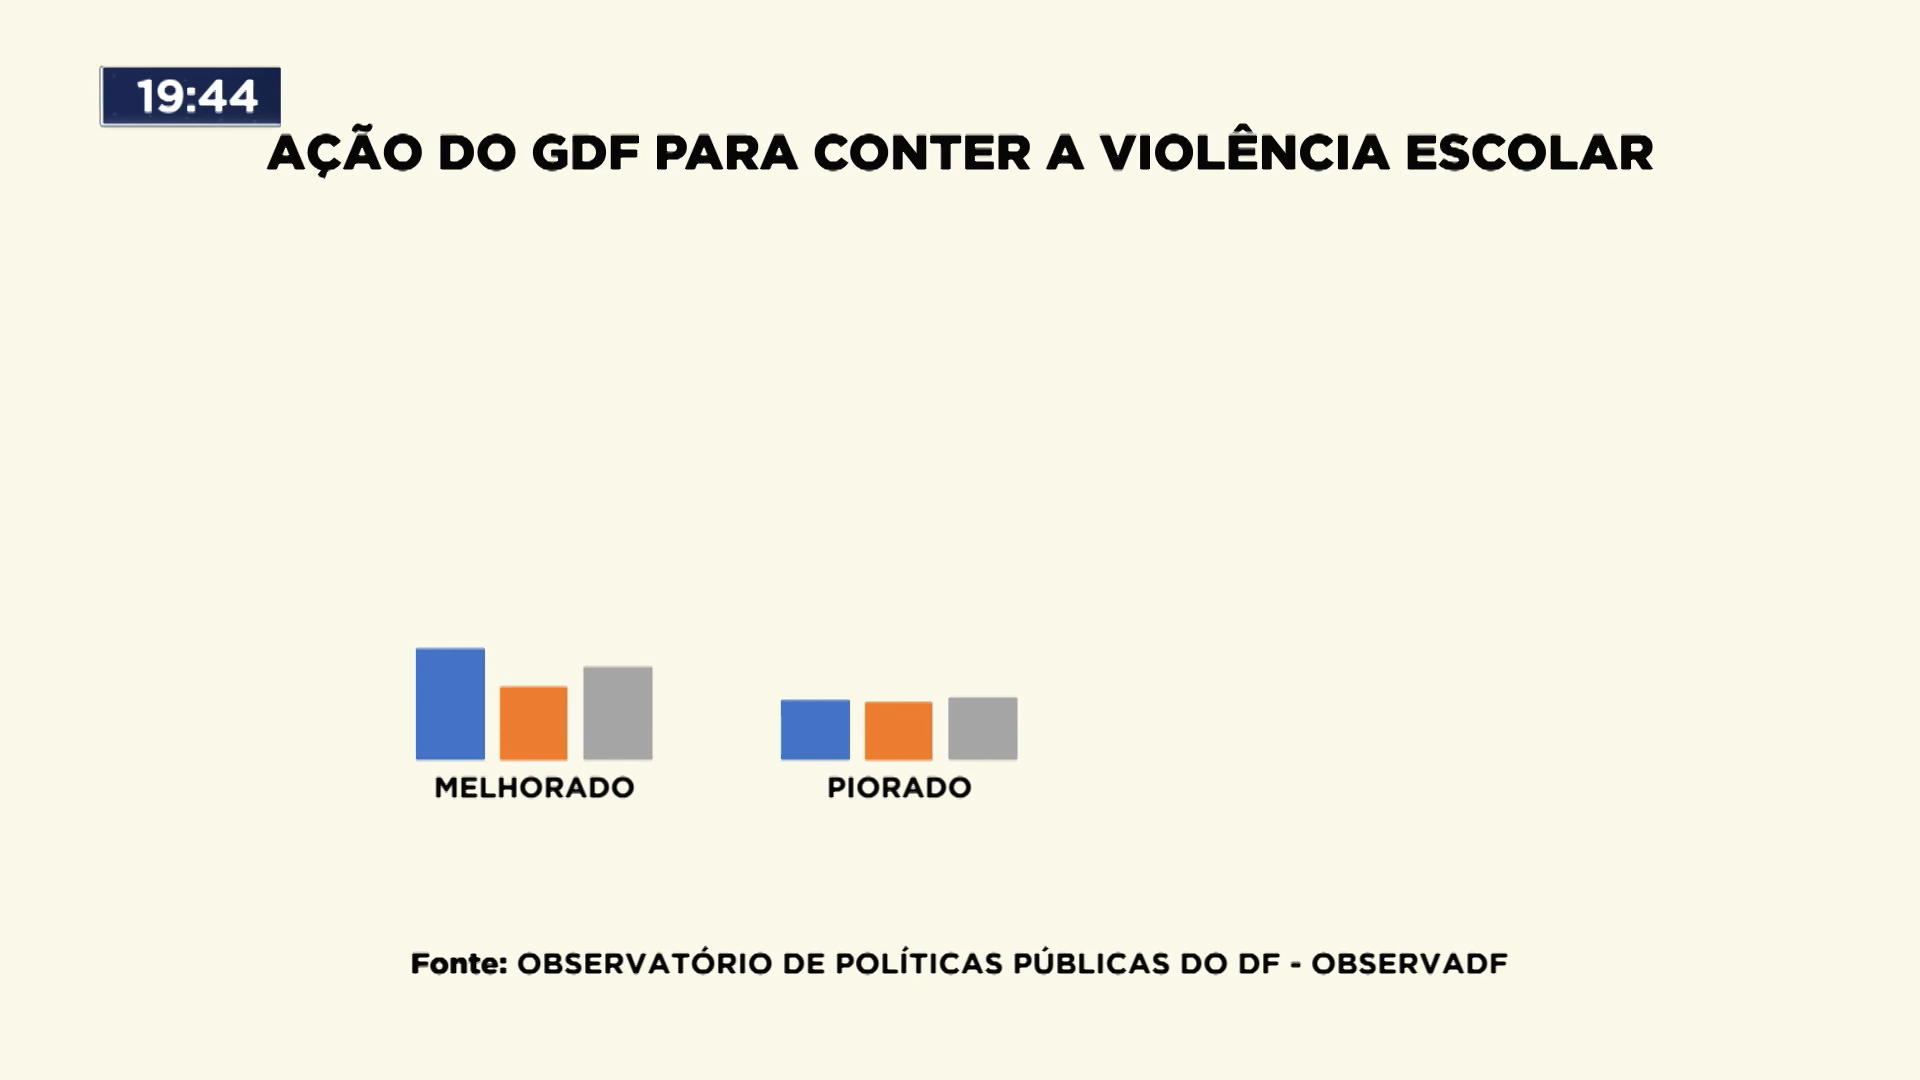 19:44
AÇÃO DO GDF PARA CONTER A VIOLÊNCIA ESCOLAR
MELHORADO
PIORADO
Fonte: OBSERVATÓRIO DE POLÍTICAS PÚBLICAS DO DF - OBSERVADF